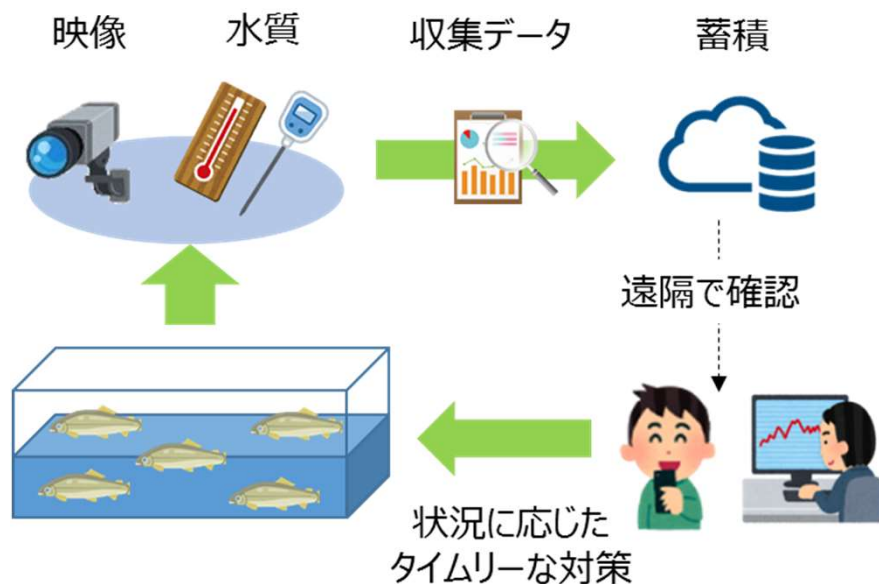 映像
水質
収集データ
蓄積
遠隔で確認
状況に応じた
タイムリーな対策